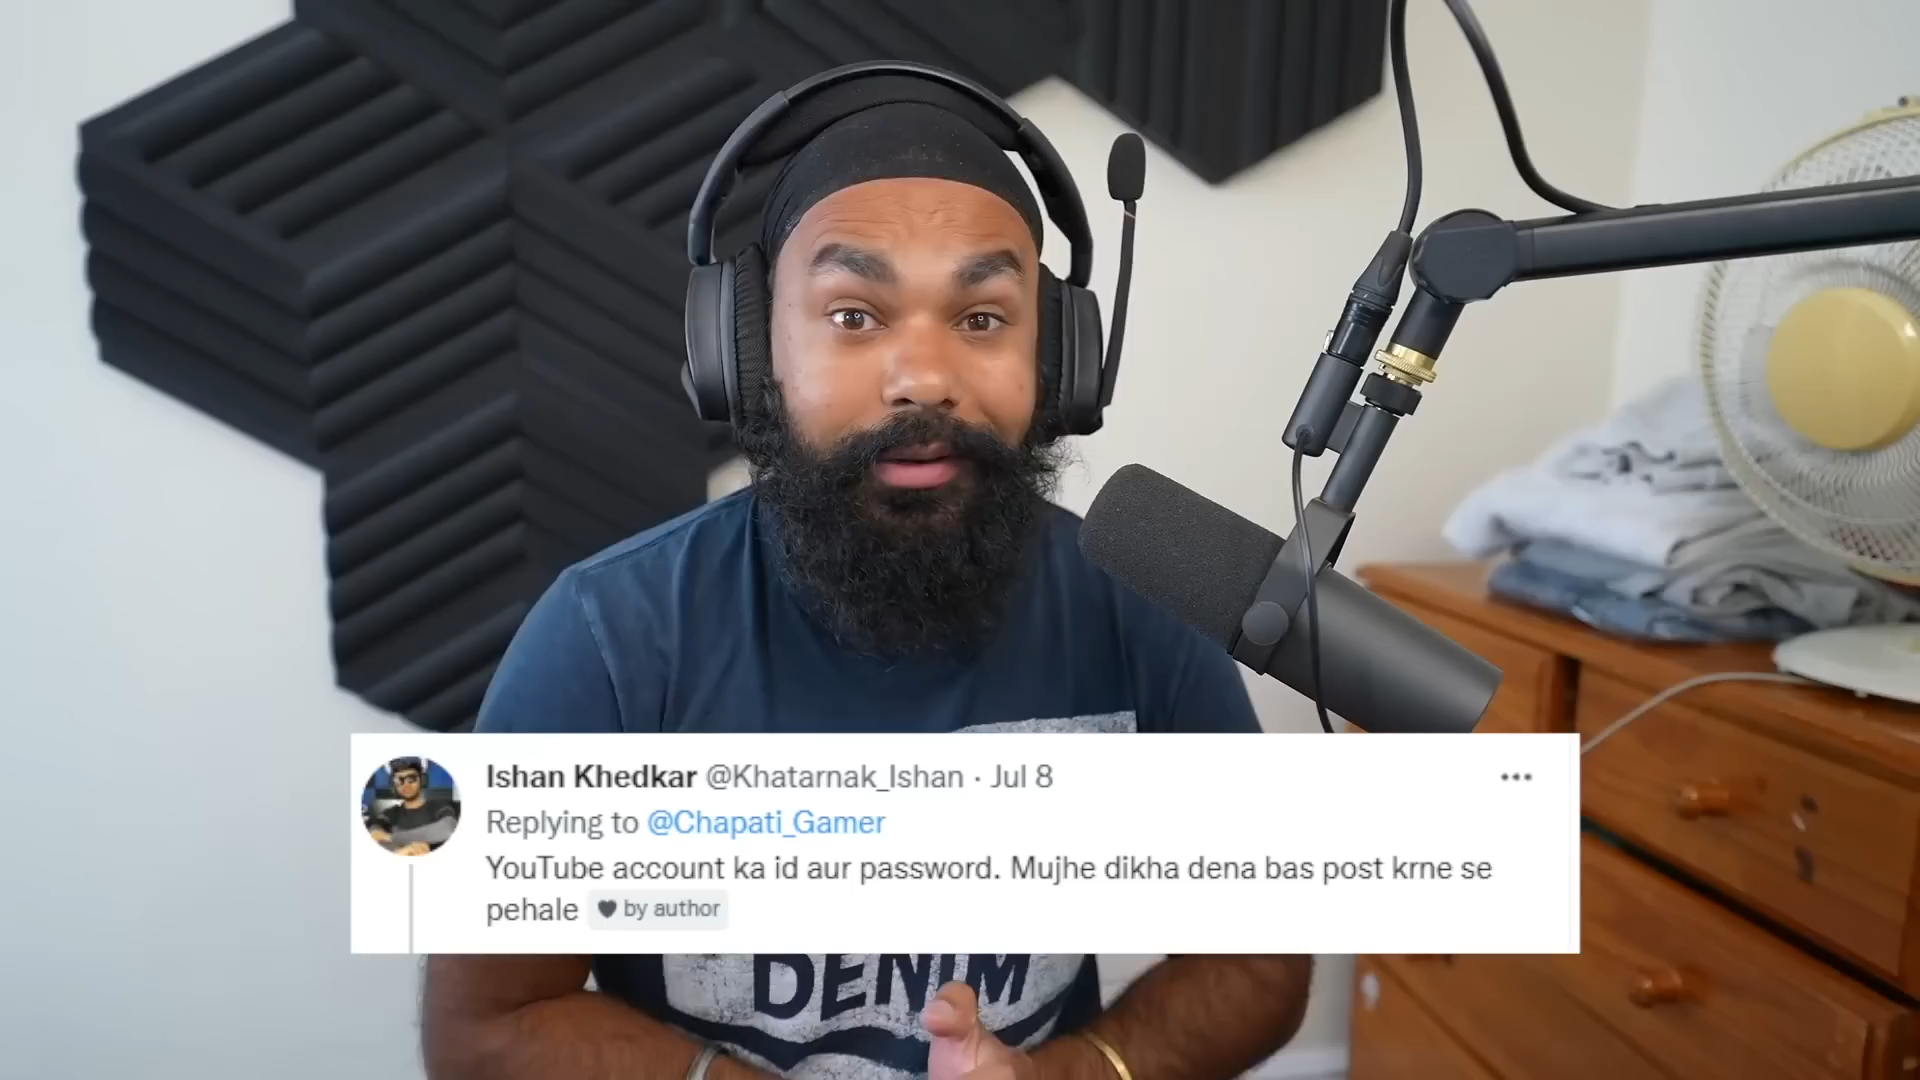 Ishan Khedkar @Khatarnak_Ishan · Jul 8
Replying to @Chapati_Gamer
YouTube account ka id aur password. Mujhe dikha dena bas post krne se
pehale ♥ by author
DENIM